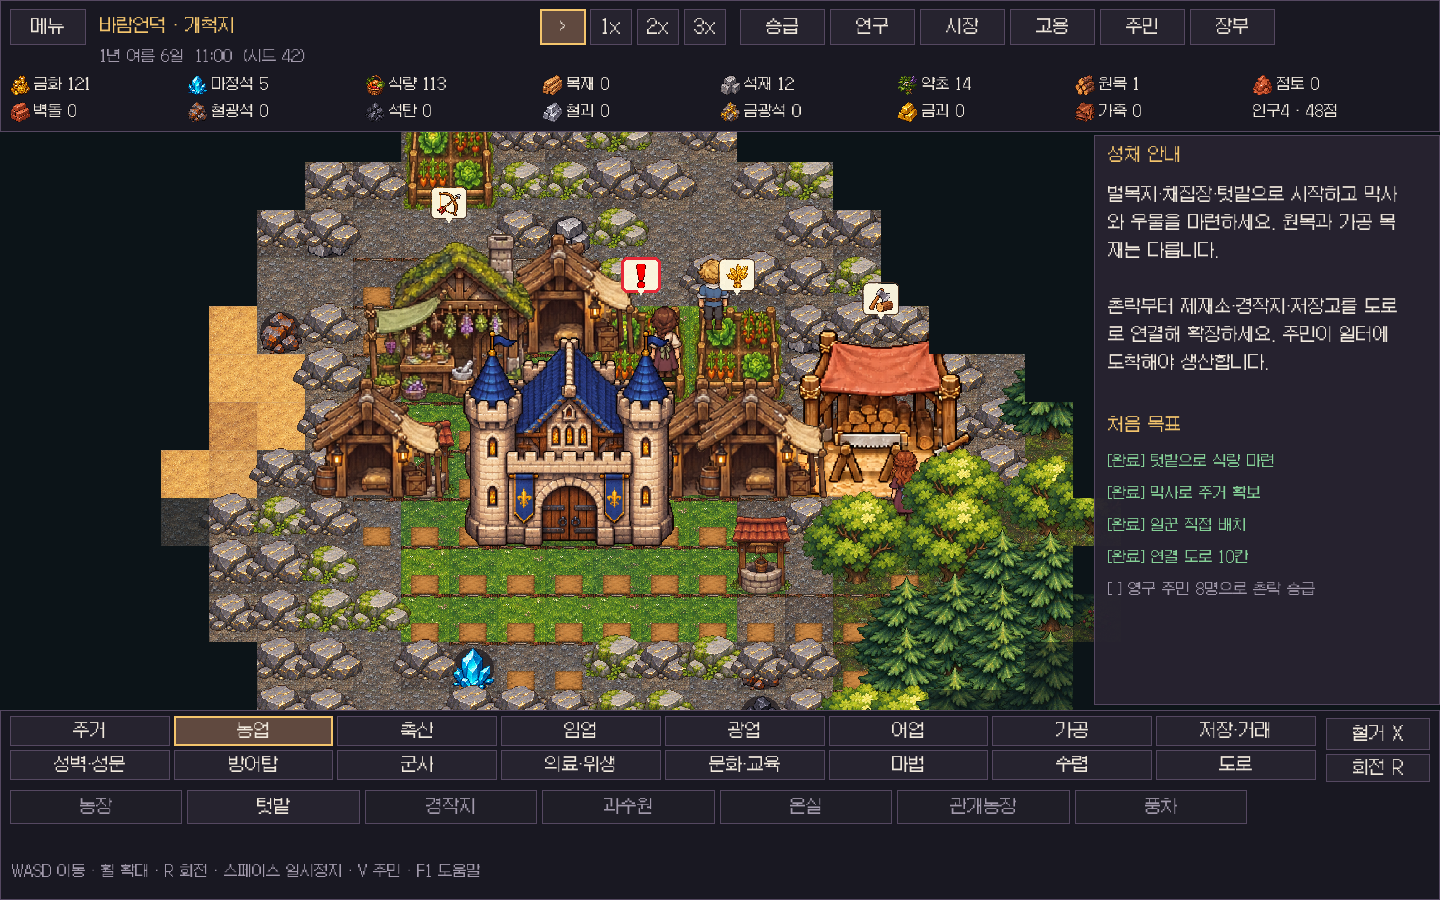 메뉴
바람언덕 · 개척지
1년 여름 6일 11:00 (시드 42)
> 1x 2x 3x 승급 연구 시장 고용 주민 장부
금화 121 마정석 5 식량 113 목재 0 석재 12 약초 14 원목 1 점토 0
벽돌 0 철광석 0 석탄 0 철괴 0 금광석 0 금괴 0 가죽 0 인구4 · 48점
성채 안내
벌목지·채집장·텃밭으로 시작하고 막사
와 우물을 마련하세요. 원목과 가공 목
재는 다릅니다.
촌락부터 제재소·경작지·저장고를 도로
로 연결해 확장하세요. 주민이 일터에
도착해야 생산합니다.
처음 목표
[완료] 텃밭으로 식량 마련
[완료] 막사로 주거 확보
[완료] 일꾼 직접 배치
[완료] 연결 도로 10칸
[ ] 영구 주민 8명으로 촌락 승급
주거 농업 축산 임업 광업 어업 가공 저장·거래 철거 X
성벽·성문 방어탑 군사 의료·위생 문화·교육 마법 수렵 도로 회전 R
농장 텃밭 경작지 과수원 온실 관개농장 풍차
WASD 이동 · 휠 확대 · R 회전 · 스페이스 일시정지 · V 주민 · F1 도움말